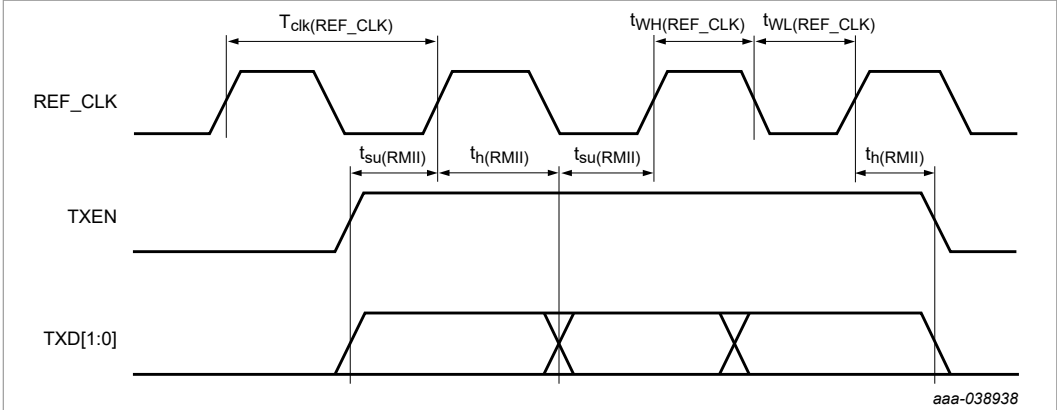 Tclk(REF_CLK)
tWH(REF_CLK)
tWL(REF_CLK)
REF_CLK
tsu(RMII)
th(RMII)
tsu(RMII)
th(RMII)
TXEN
TXD[1:0]
aaa-038938